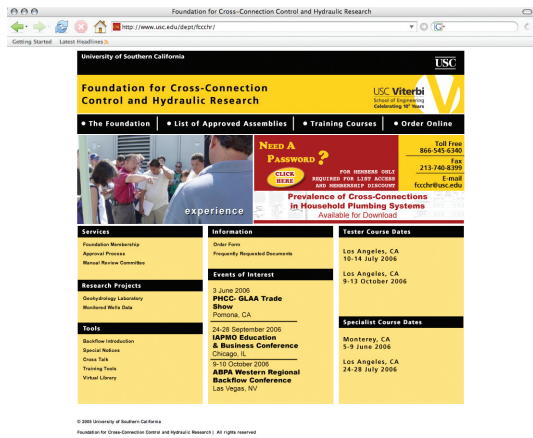 Foundation for Cross-Connection Control and Hydraulic Research
http://www.usc.edu/dept/fccchr/
G
Getting Started Latest Headlines
University of Southern California
USC
Foundation for Cross-Connection
Control and Hydraulic Research
USC Viterbi
School of Engineering
Celebrating 10th Years
The Foundation
List of Approved Assemblies
Training Courses
Order Online
NEED A
PASSWORD ?
CLICK
HERE
FOR MEMBERS ONLY
REQUIRED FOR LIST ACCESS
AND MEMBERSHIP DISCOUNT
Toll Free
866-545-6340
Fax
213-740-8399
E-mail
fccchr@usc.edu
experience
Prevalence of Cross-Connections
in Household Plumbing Systems
Available for Download
Services
Foundation Membership
Approval Process
Manual Review Committee
Research Projects
Geohydrology Laboratory
Monitored Wells Data
Tools
Backflow Introduction
Special Notices
Cross Talk
Training Tools
Virtual Library
Information
Order Form
Frequently Requested Documents
Events of Interest
3 June 2006
PHCC- GLAA Trade
Show
Pomona, CA
24-28 September 2006
IAPMO Education
& Business Conference
Chicago, IL
9-10 October 2006
ABPA Western Regional
Backflow Conference
Las Vegas, NV
Tester Course Dates
Los Angeles, CA
10-14 July 2006
Los Angeles, CA
9-13 October 2006
Specialist Course Dates
Monterey, CA
5-9 June 2006
Los Angeles, CA
24-28 July 2006
© 2005 University of Southern California
Foundation for Cross-Connection Control and Hydraulic Research | All rights reserved